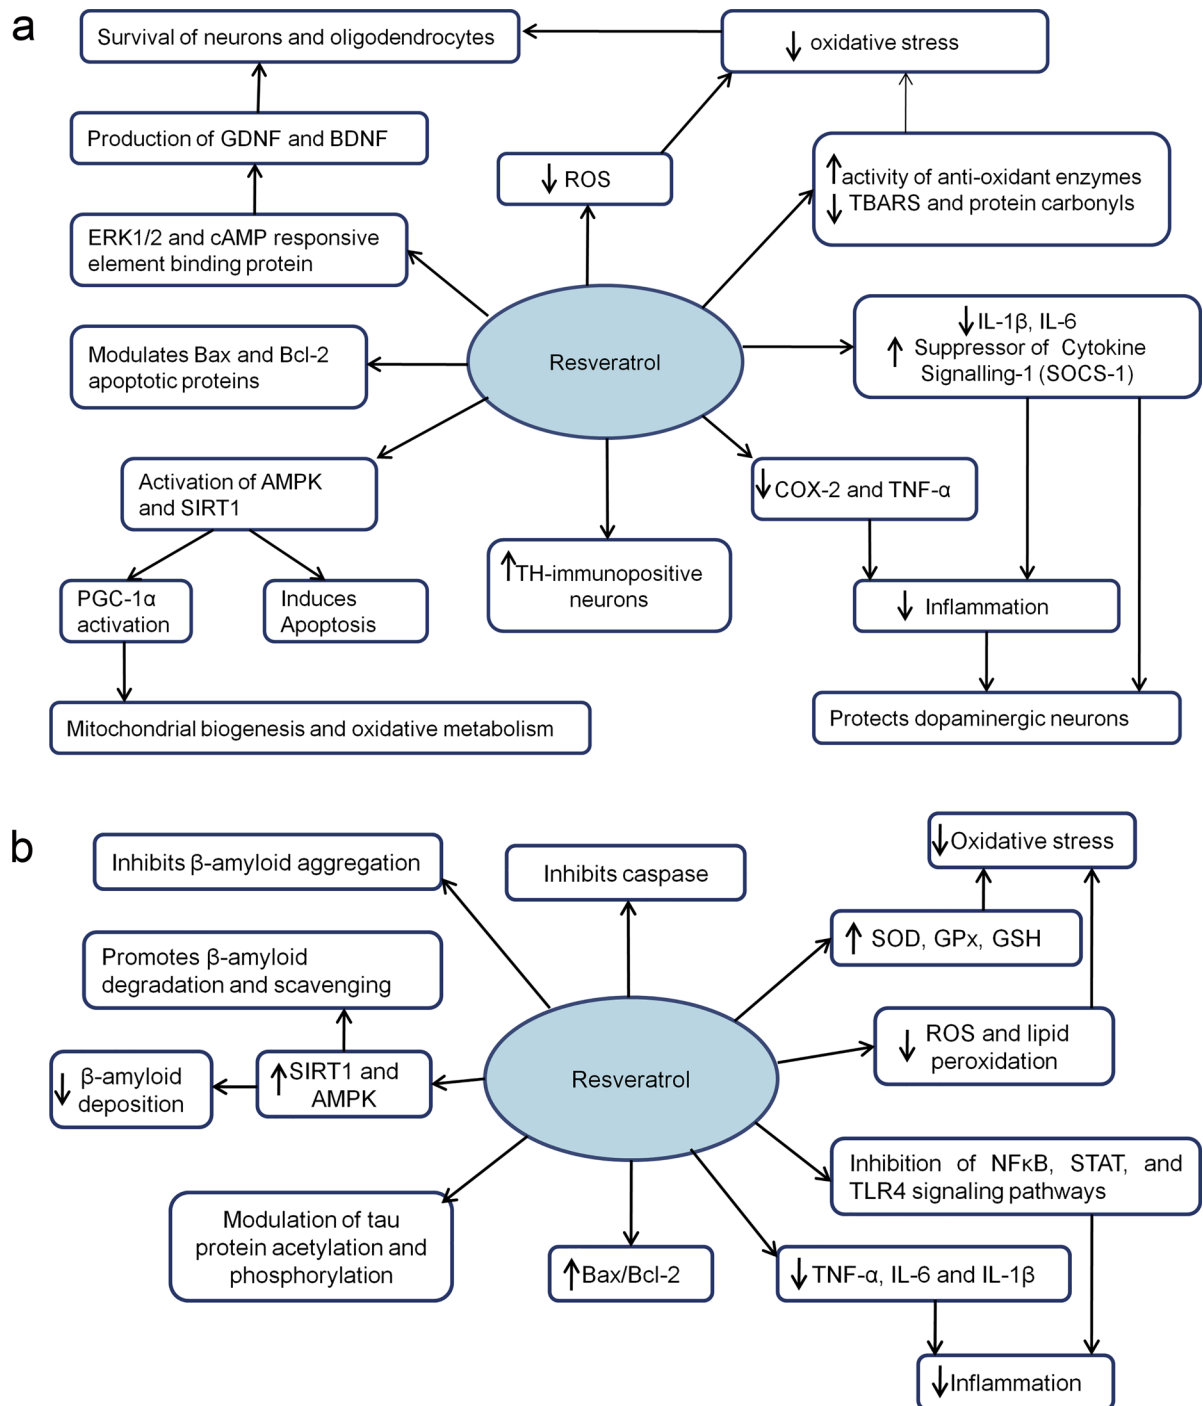 a
Survival of neurons and oligodendrocytes
↓ oxidative stress
Production of GDNF and BDNF
↓ ROS
↑ activity of anti-oxidant enzymes
↓ TBARS and protein carbonyls
ERK1/2 and cAMP responsive
element binding protein
↓ IL-1β, IL-6
↑ Suppressor of Cytokine
Signalling-1 (SOCS-1)
Modulates Bax and Bcl-2
apoptotic proteins
Resveratrol
Activation of AMPK
and SIRT1
↓ COX-2 and TNF-α
↑ TH-immunopositive
neurons
PGC-1α
activation
Induces
Apoptosis
↓ Inflammation
Mitochondrial biogenesis and oxidative metabolism
Protects dopaminergic neurons
b
Inhibits β-amyloid aggregation
Inhibits caspase
↓ Oxidative stress
↑ SOD, GPx, GSH
Promotes β-amyloid
degradation and scavenging
↓ ROS and lipid
peroxidation
↓ β-amyloid
deposition
↑ SIRT1 and
AMPK
Resveratrol
Inhibition of NFκB, STAT, and
TLR4 signaling pathways
Modulation of tau
protein acetylation and
phosphorylation
↑ Bax/Bcl-2
↓ TNF-α, IL-6 and IL-1β
↓ Inflammation